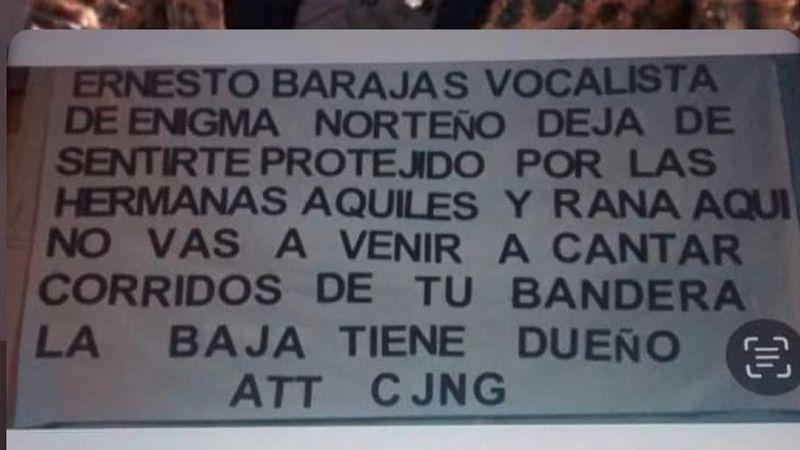 ERNESTO BARAJAS VOCALISTA
DE ENIGMA NORTEÑO DEJA DE
SENTIRTE PROTEJIDO POR LAS
HERMANAS AQUILES Y RANA AQUI
NO VAS A VENIR A CANTAR
CORRIDOS DE TU BANDERA
LA BAJA TIENE DUEÑO
ATT CJNG